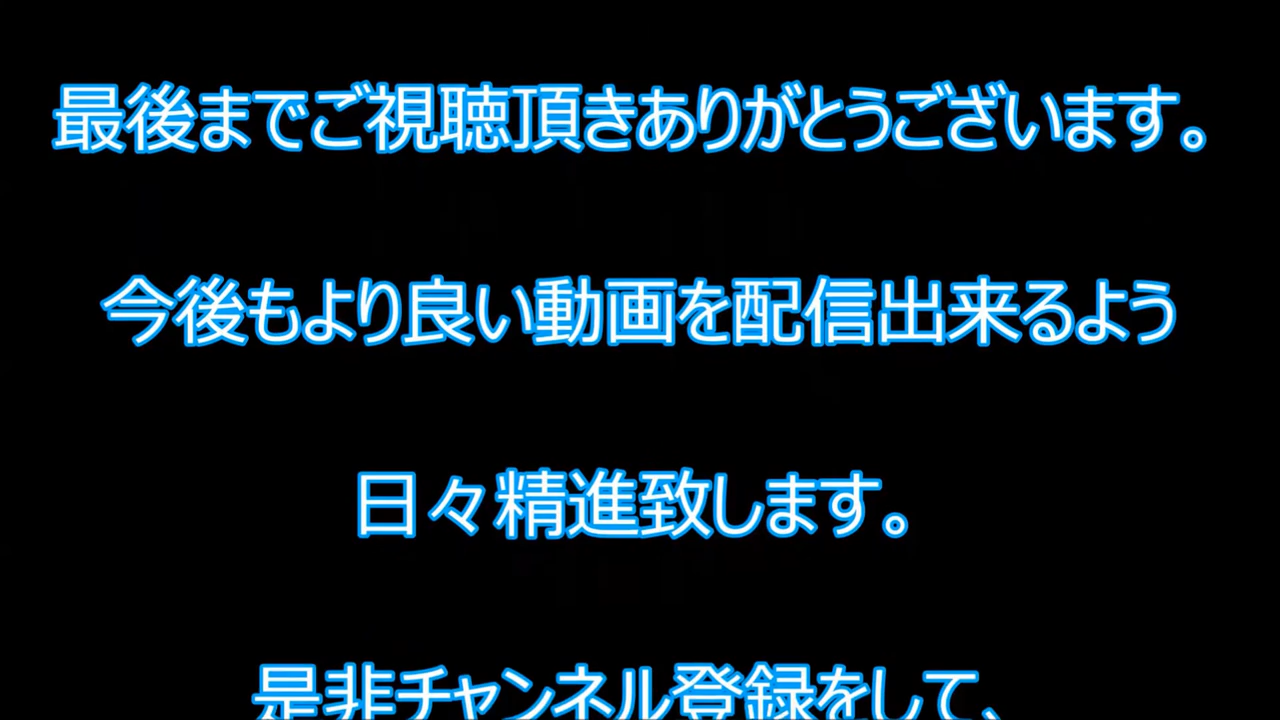 最後までご視聴頂きありがとうございます。
今後もより良い動画を配信出来るよう
日々精進致します。
是非チャンネル登録をして、